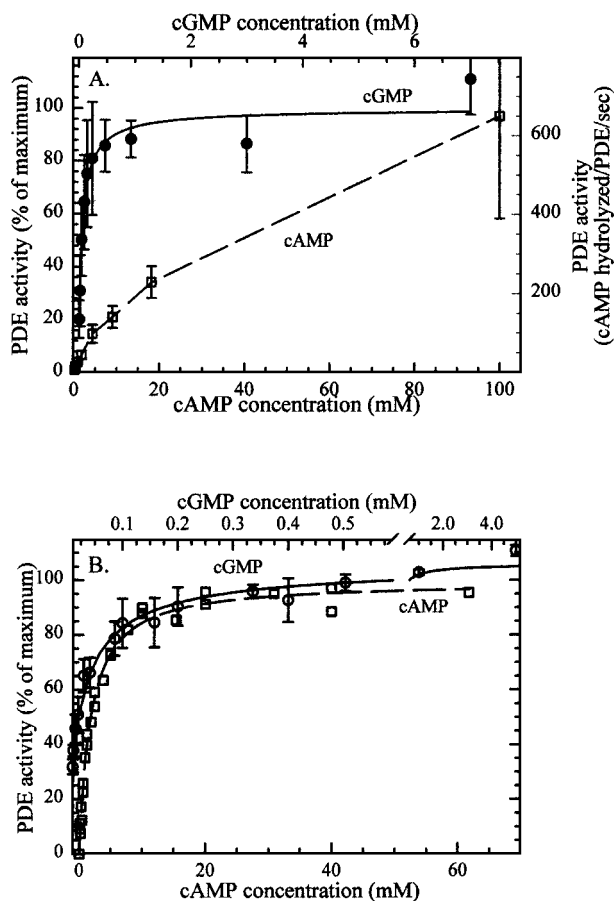 cGMP concentration (mM)
0 2 4 6
A.
PDE activity (% of maximum)
100
80
60
40
20
0
cGMP
cAMP
600
400
200
PDE activity
(cAMP hydrolyzed/PDE/sec)
0 20 40 60 80 100
cAMP concentration (mM)
cGMP concentration (mM)
0.1 0.2 0.3 0.4 0.5 2.0 4.0
B.
PDE activity (% of maximum)
100
80
60
40
20
0
cGMP
cAMP
0 20 40 60
cAMP concentration (mM)